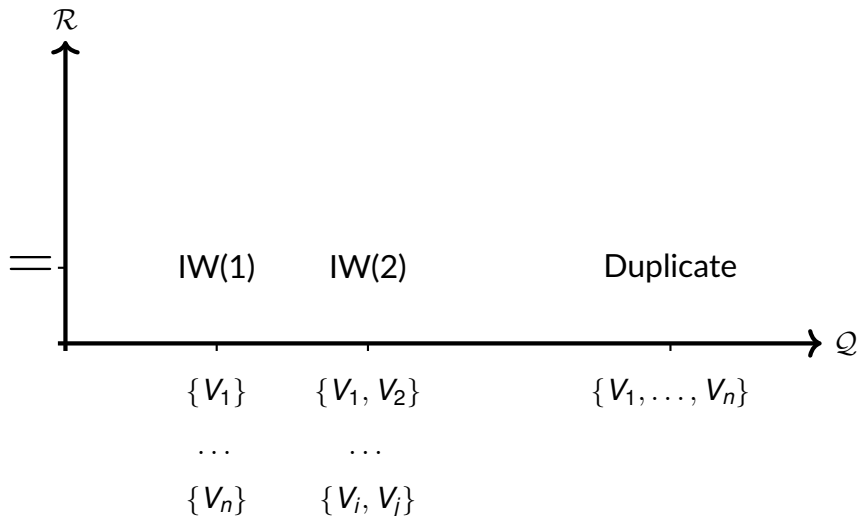 ℛ
= IW(1) IW(2) Duplicate
𝒬
{V₁} {V₁, V₂} {V₁, . . . , Vₙ}
. . . . . .
{Vₙ} {Vᵢ, Vⱼ}